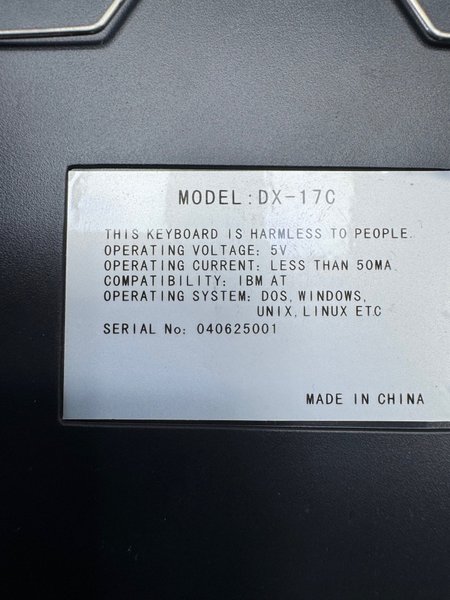 MODEL:DX-17C
THIS KEYBOARD IS HARMLESS TO PEOPLE.
OPERATING VOLTAGE: 5V
OPERATING CURRENT: LESS THAN 50MA
COMPATIBILITY: IBM AT
OPERATING SYSTEM: DOS, WINDOWS,
UNIX, LINUX ETC
SERIAL No: 040625001
MADE IN CHINA